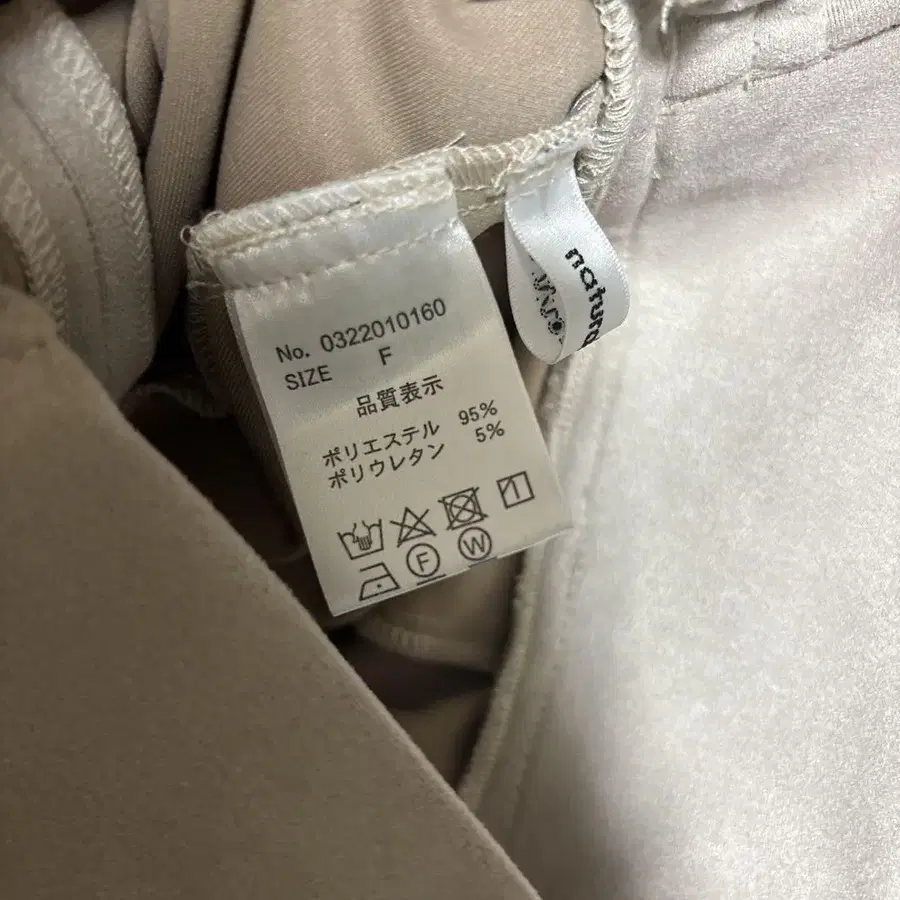 No. 0322010160
SIZE F
品質表示
ポリエステル 95%
ポリウレタン 5%
F W